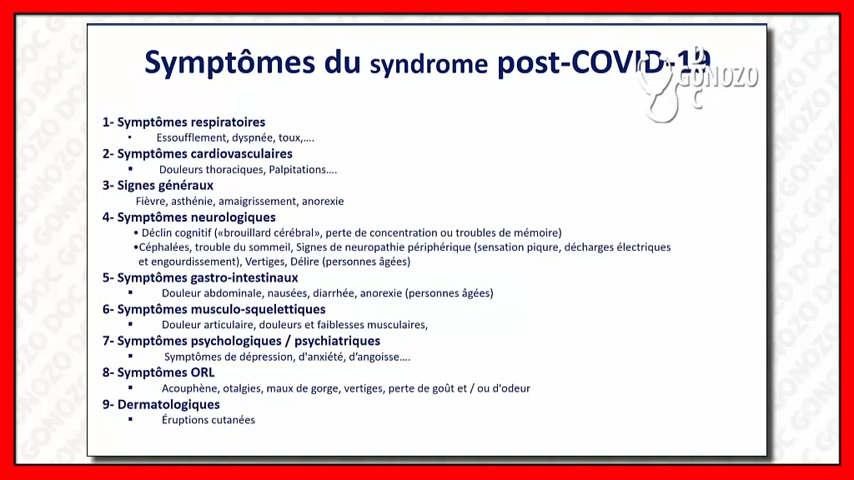 Symptômes du syndrome post-COVID-19
DOC
GONOZO
1- Symptômes respiratoires
▪ Essoufflement, dyspnée, toux,....
2- Symptômes cardiovasculaires
▪ Douleurs thoraciques, Palpitations....
3- Signes généraux
Fièvre, asthénie, amaigrissement, anorexie
4- Symptômes neurologiques
• Déclin cognitif («brouillard cérébral», perte de concentration ou troubles de mémoire)
•Céphalées, trouble du sommeil, Signes de neuropathie périphérique (sensation piqure, décharges électriques
et engourdissement), Vertiges, Délire (personnes âgées)
5- Symptômes gastro-intestinaux
▪ Douleur abdominale, nausées, diarrhée, anorexie (personnes âgées)
6- Symptômes musculo-squelettiques
▪ Douleur articulaire, douleurs et faiblesses musculaires,
7- Symptômes psychologiques / psychiatriques
▪ Symptômes de dépression, d'anxiété, d'angoisse....
8- Symptômes ORL
▪ Acouphène, otalgies, maux de gorge, vertiges, perte de goût et / ou d'odeur
9- Dermatologiques
▪ Éruptions cutanées